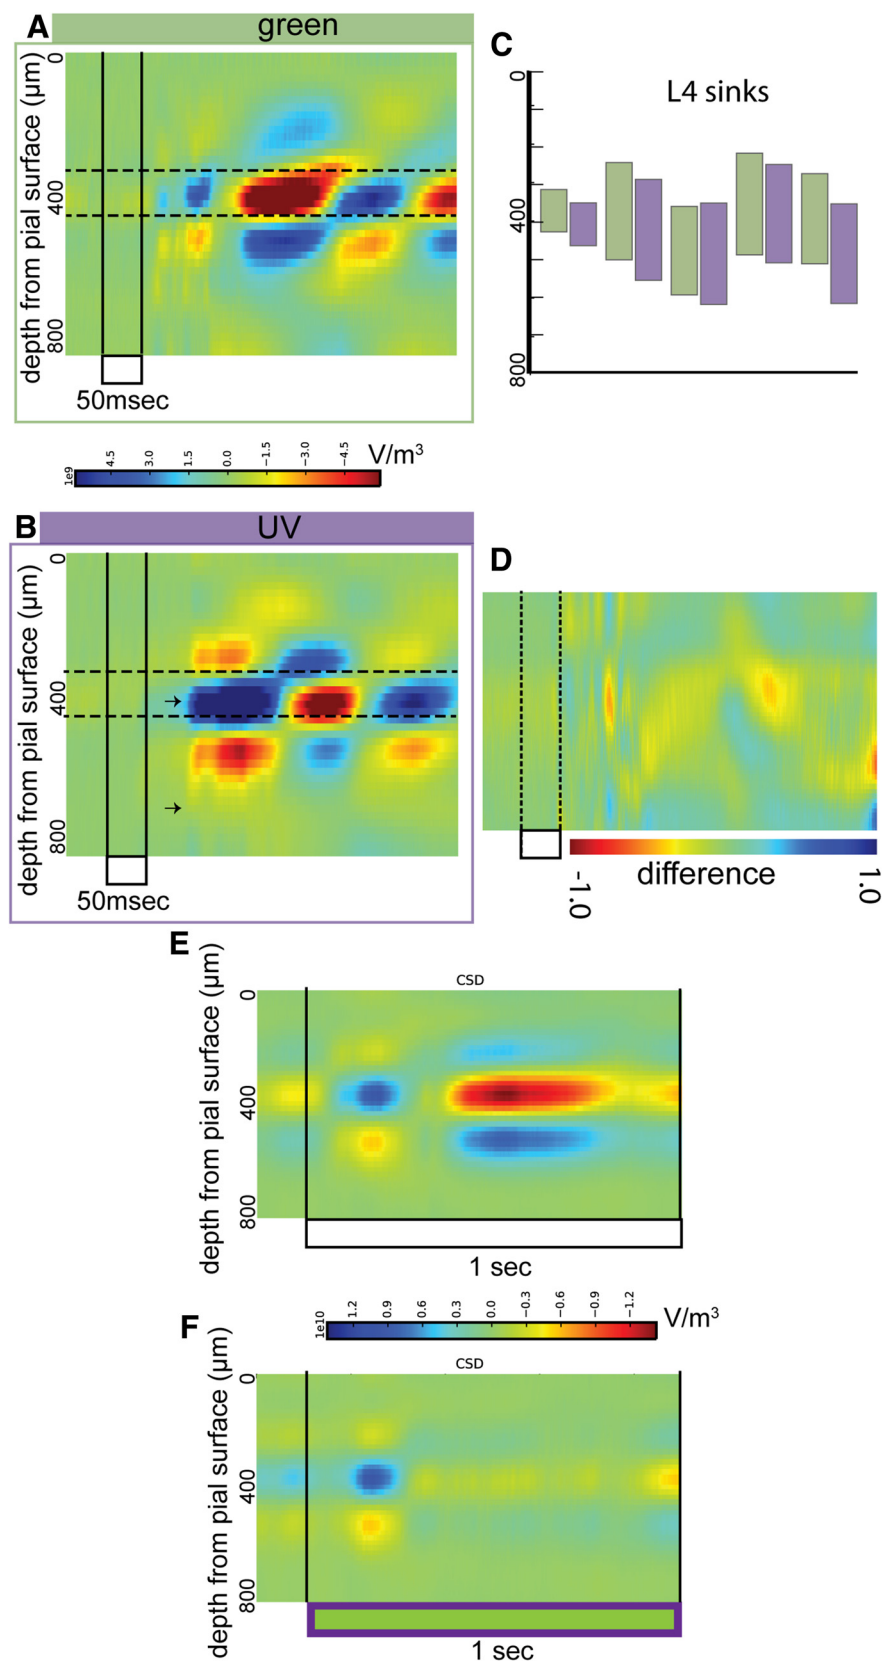 A
green
depth from pial surface (μm)
0
400
800
50msec
1e9
4.5
3.0
1.5
0.0
−1.5
−3.0
−4.5
V/m³
B
UV
depth from pial surface (μm)
0
400
800
50msec
C
L4 sinks
0
400
800
D
difference
-1.0
1.0
E
CSD
depth from pial surface (μm)
0
400
800
1 sec
1e10
1.2
0.9
0.6
0.3
0.0
−0.3
−0.6
−0.9
−1.2
V/m³
F
CSD
depth from pial surface (μm)
0
400
800
1 sec